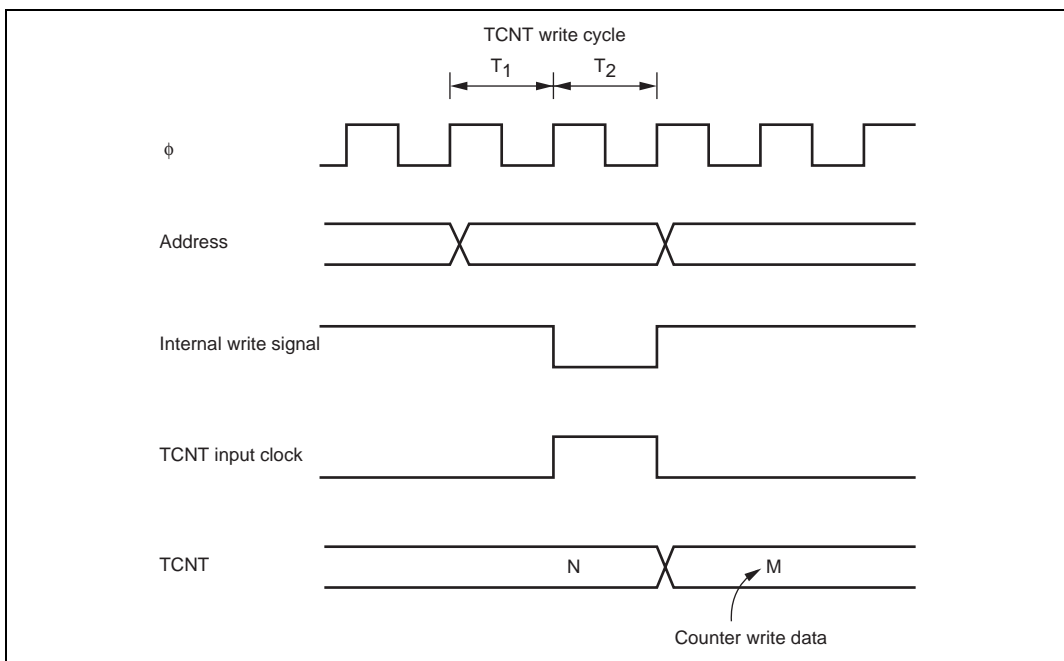 TCNT write cycle
T1 T2
ϕ
Address
Internal write signal
TCNT input clock
TCNT N M
Counter write data